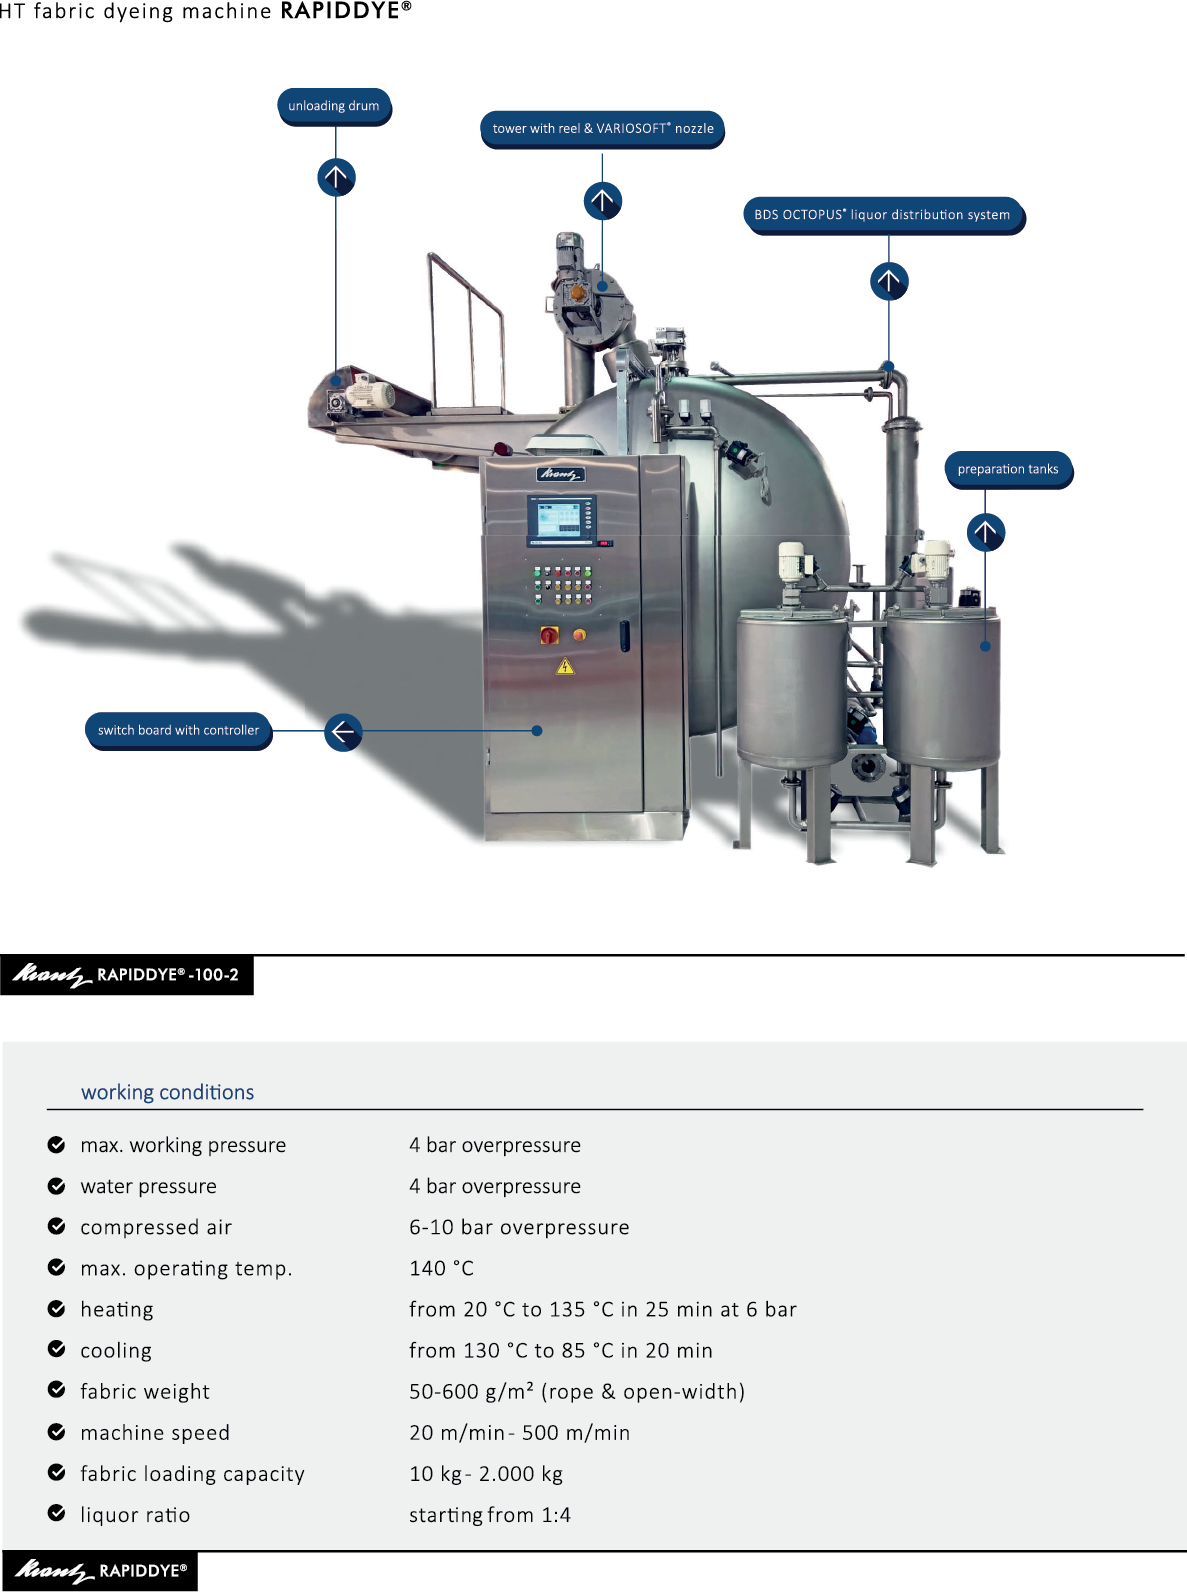 HT fabric dyeing machine RAPIDDYE®
unloading drum
tower with reel & VARIOSOFT® nozzle
BDS OCTOPUS® liquor distribution system
preparation tanks
Krantz
switch board with controller
Krantz RAPIDDYE® -100-2
working conditions
max. working pressure 4 bar overpressure
water pressure 4 bar overpressure
compressed air 6-10 bar overpressure
max. operating temp. 140 °C
heating from 20 °C to 135 °C in 25 min at 6 bar
cooling from 130 °C to 85 °C in 20 min
fabric weight 50-600 g/m² (rope & open-width)
machine speed 20 m/min - 500 m/min
fabric loading capacity 10 kg - 2.000 kg
liquor ratio starting from 1:4
Krantz RAPIDDYE®